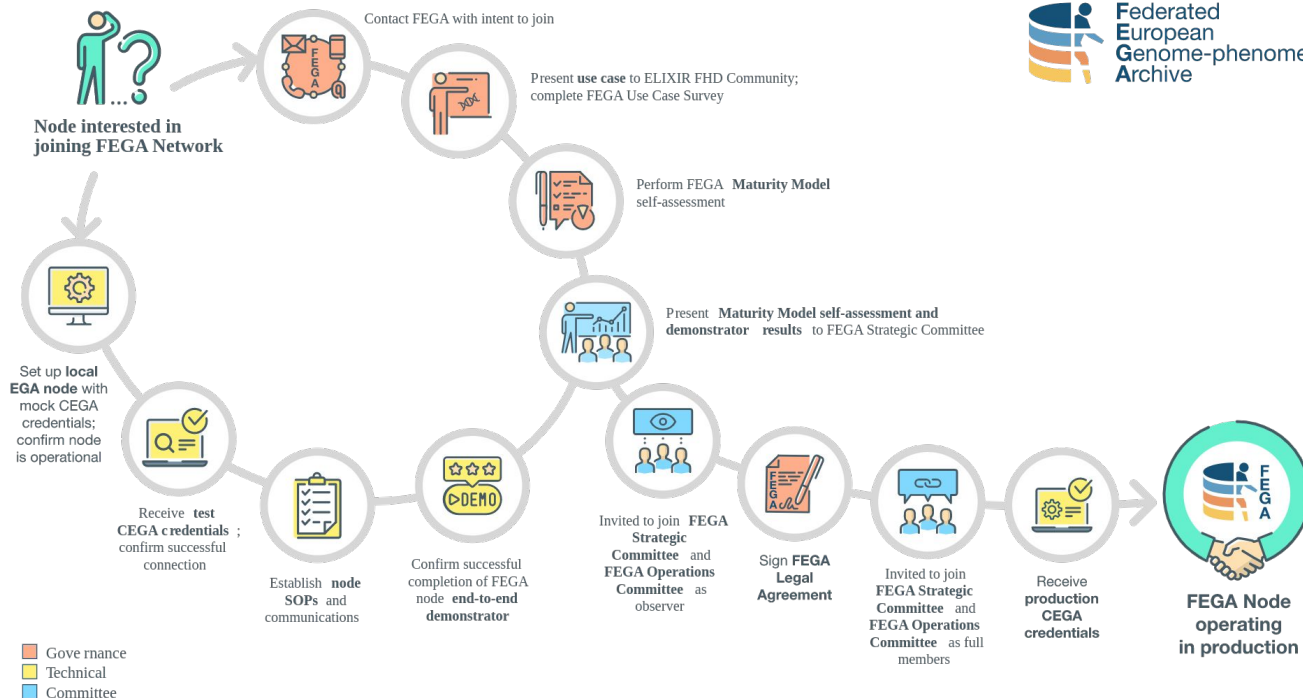 Node interested in
joining FEGA Network
FEGA
Contact FEGA with intent to join
Present use case to ELIXIR FHD Community;
complete FEGA Use Case Survey
Perform FEGA Maturity Model
self-assessment
Present Maturity Model self-assessment and
demonstrator results to FEGA Strategic Committee
Federated
European
Genome-phenome
Archive
Set up local
EGA node with
mock CEGA
credentials;
confirm node
is operational
Receive test
CEGA c redentials ;
confirm successful
connection
Establish node
SOPs and
communications
DEMO
Confirm successful
completion of FEGA
node end-to-end
demonstrator
Invited to join FEGA
Strategic
Committee and
FEGA Operations
Committee as
observer
FEGA
Sign FEGA
Legal
Agreement
Invited to join
FEGA Strategic
Committee and
FEGA Operations
Committee as full
members
Receive
production
CEGA
credentials
FEGA
FEGA Node
operating
in production
Gove rnance
Technical
Committee